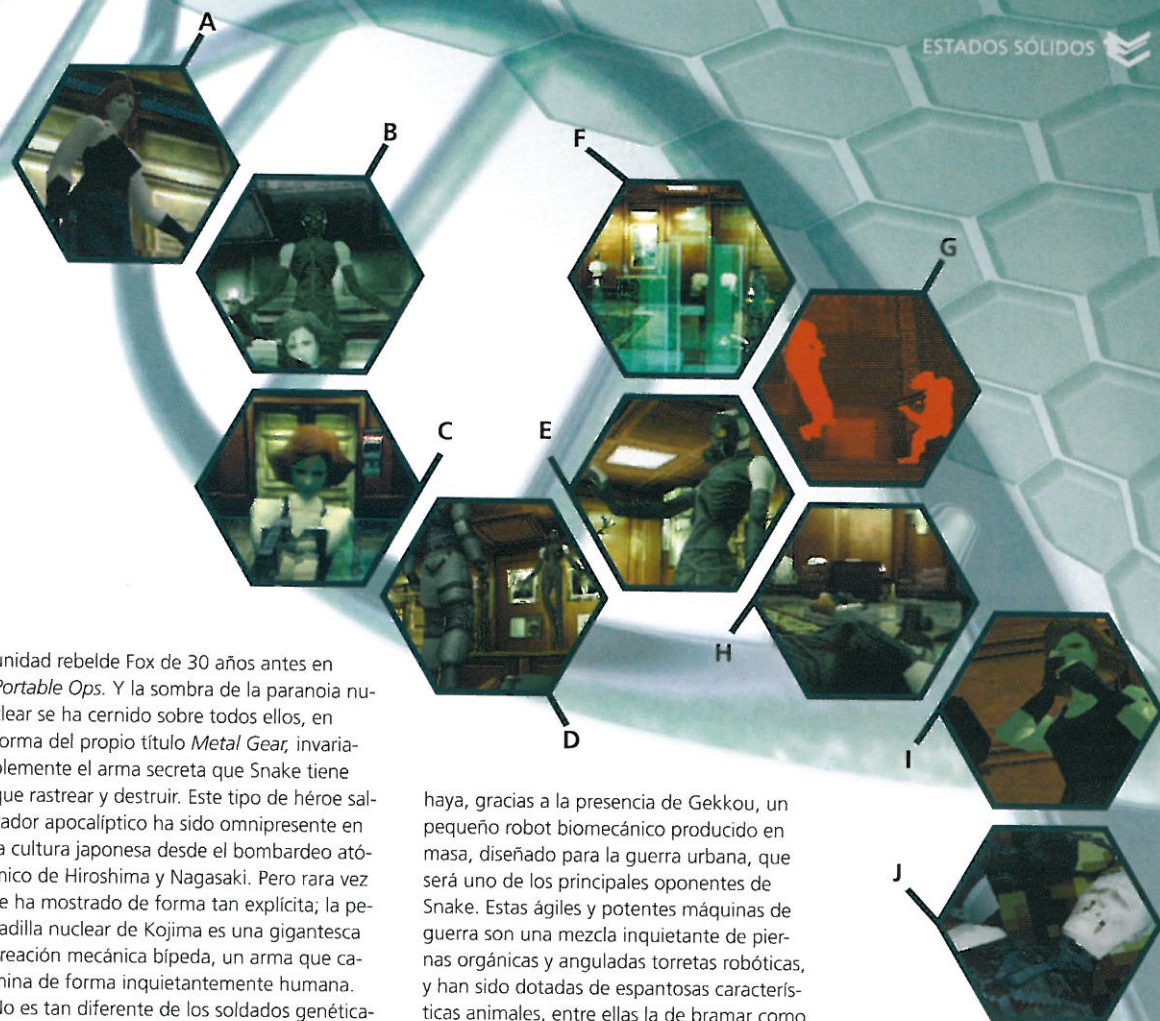 ESTADOS SÓLIDOS
A
B
F
G
C
E
H
D
I
J
unidad rebelde Fox de 30 años antes en
Portable Ops. Y la sombra de la paranoia nu-
clear se ha cernido sobre todos ellos, en
forma del propio título Metal Gear, invaria-
blemente el arma secreta que Snake tiene
que rastrear y destruir. Este tipo de héroe sal-
vador apocalíptico ha sido omnipresente en
la cultura japonesa desde el bombardeo ató-
mico de Hiroshima y Nagasaki. Pero rara vez
se ha mostrado de forma tan explícita; la pe-
sadilla nuclear de Kojima es una gigantesca
creación mecánica bípeda, un arma que ca-
mina de forma inquietantemente humana.
No es tan diferente de los soldados genética-
haya, gracias a la presencia de Gekkou, un
pequeño robot biomecánico producido en
masa, diseñado para la guerra urbana, que
será uno de los principales oponentes de
Snake. Estas ágiles y potentes máquinas de
guerra son una mezcla inquietante de pier-
nas orgánicas y anguladas torretas robóticas,
y han sido dotadas de espantosas caracterís-
ticas animales, entre ellas la de bramar como